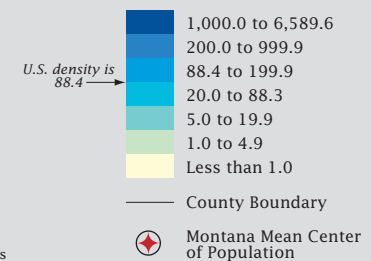 1,000.0 to 6,589.6
200.0 to 999.9
U.S. density is
88.4
88.4 to 199.9
20.0 to 88.3
5.0 to 19.9
1.0 to 4.9
Less than 1.0
County Boundary
Montana Mean Center
of Population
s